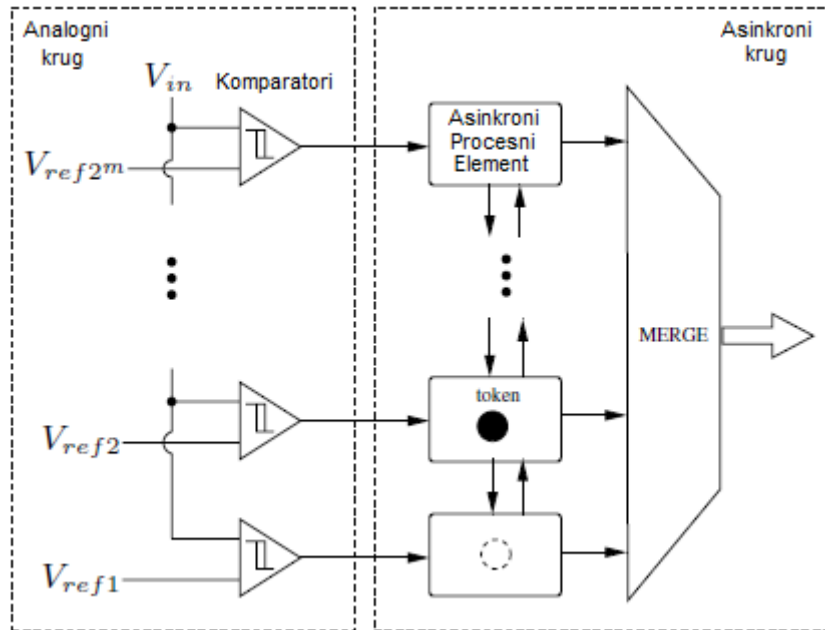 Analogni
krug
Asinkroni
krug
V_in
Komparatori
V_ref2^m
Asinkroni
Procesni
Element
MERGE
token
V_ref2
V_ref1